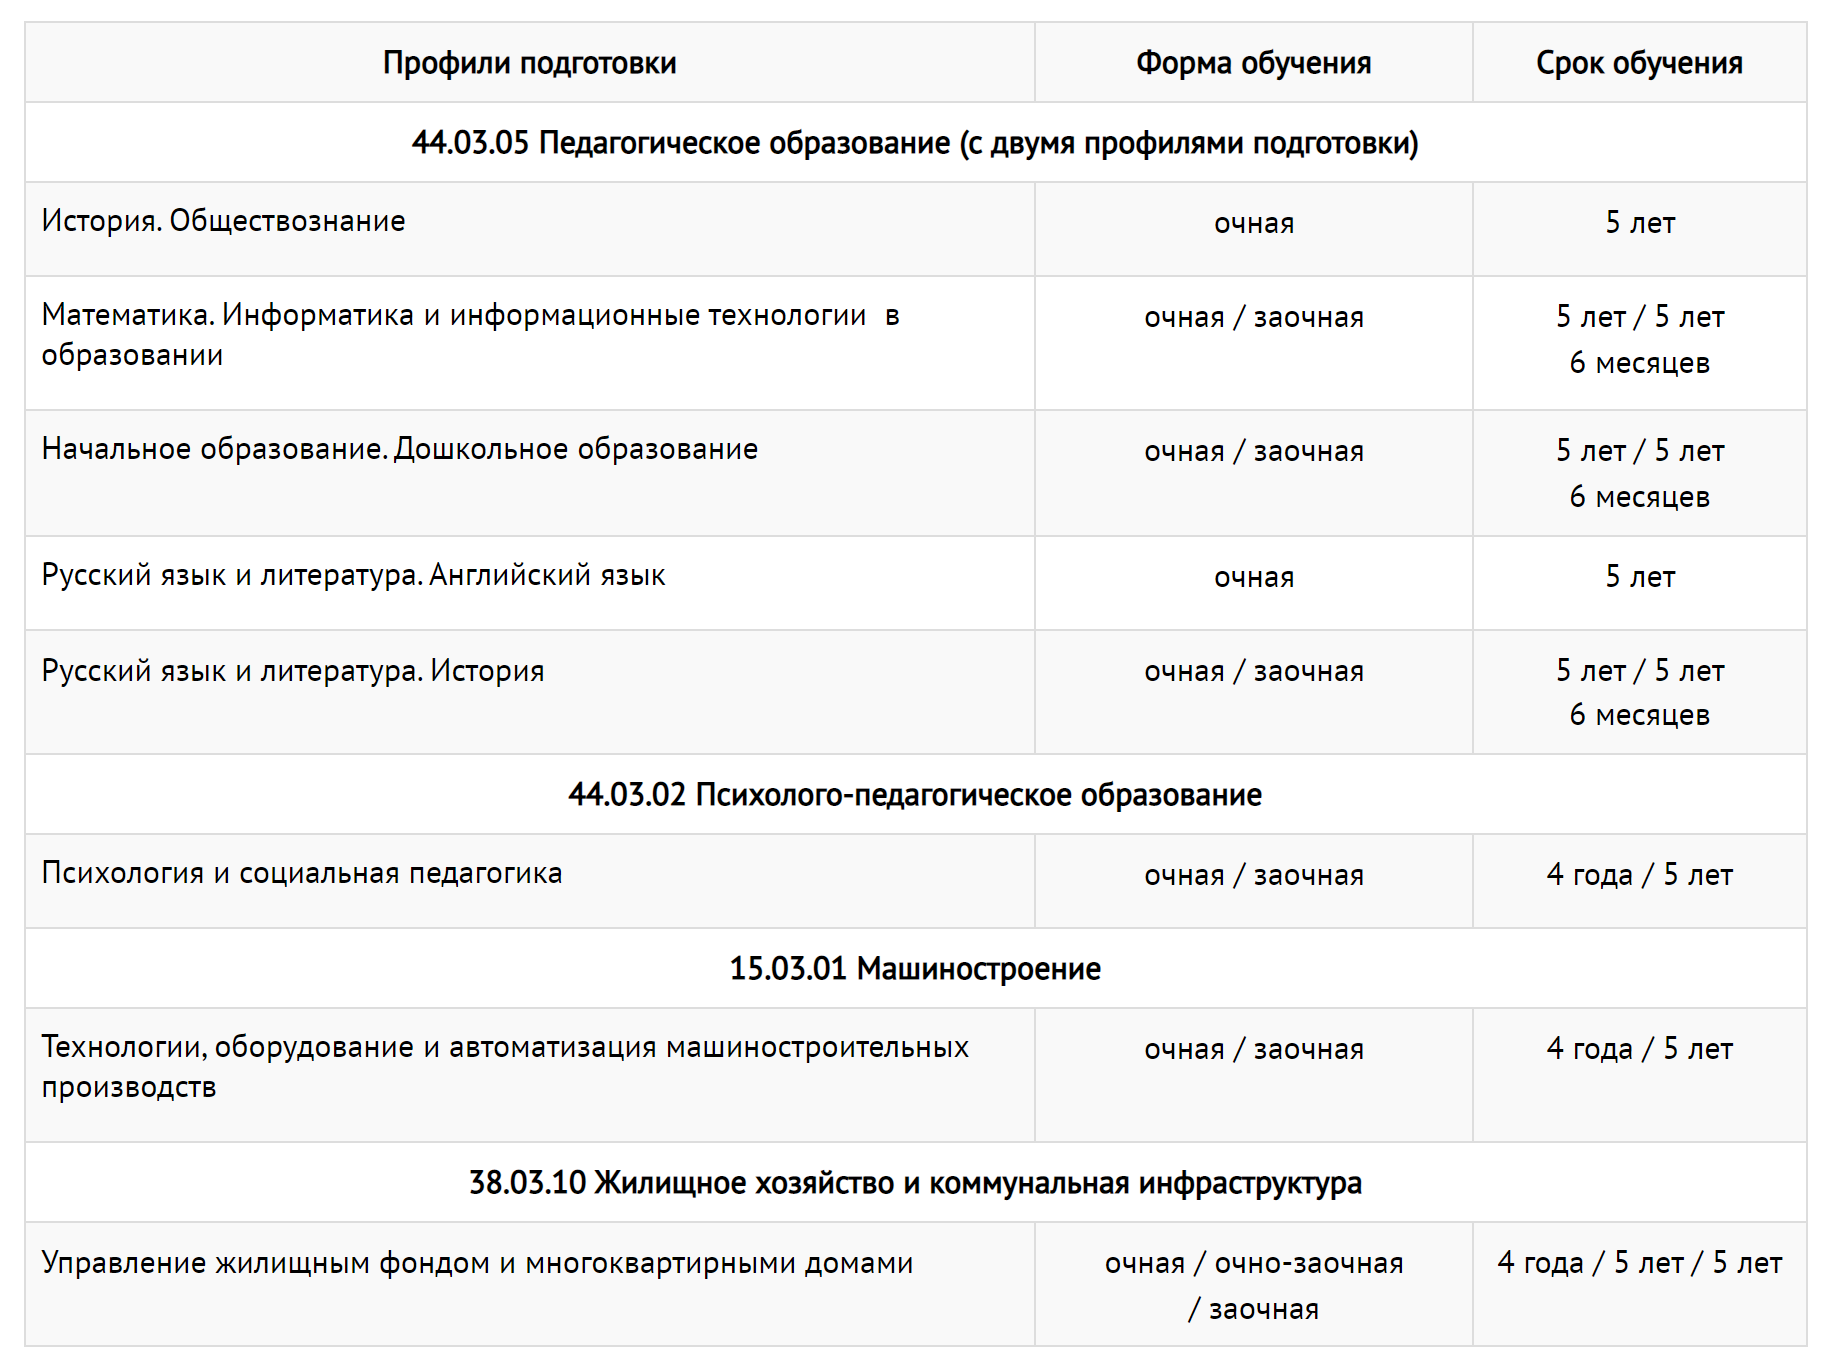 Профили подготовки
Форма обучения
Срок обучения
44.03.05 Педагогическое образование (с двумя профилями подготовки)
История. Обществознание
очная
5 лет
Математика. Информатика и информационные технологии в
образовании
очная / заочная
5 лет / 5 лет
6 месяцев
Начальное образование. Дошкольное образование
очная / заочная
5 лет / 5 лет
6 месяцев
Русский язык и литература. Английский язык
очная
5 лет
Русский язык и литература. История
очная / заочная
5 лет / 5 лет
6 месяцев
44.03.02 Психолого-педагогическое образование
Психология и социальная педагогика
очная / заочная
4 года / 5 лет
15.03.01 Машиностроение
Технологии, оборудование и автоматизация машиностроительных
производств
очная / заочная
4 года / 5 лет
38.03.10 Жилищное хозяйство и коммунальная инфраструктура
Управление жилищным фондом и многоквартирными домами
очная / очно-заочная
/ заочная
4 года / 5 лет / 5 лет